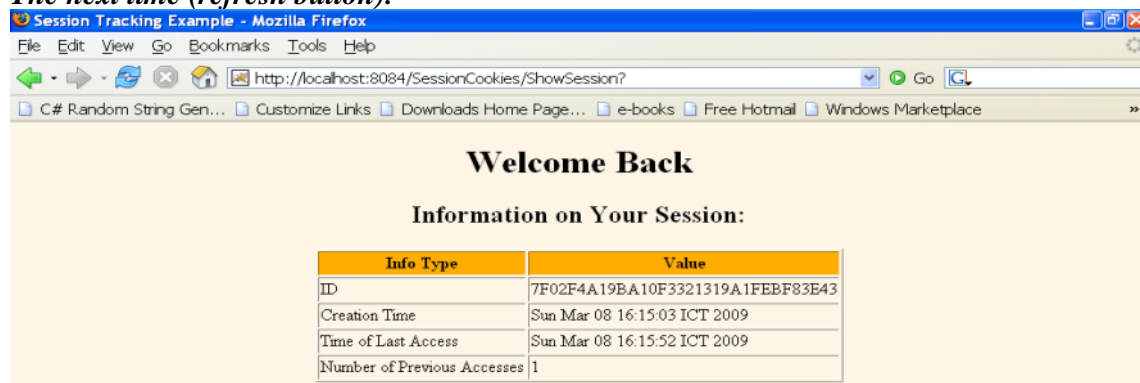 The next time (refresh button):
Session Tracking Example - Mozilla Firefox
File Edit View Go Bookmarks Tools Help
http://localhost:8084/SessionCookies/ShowSession? Go
C# Random String Gen... Customize Links Downloads Home Page... e-books Free Hotmail Windows Marketplace »
Welcome Back
Information on Your Session:
Info Type Value
ID 7F02F4A19BA10F3321319A1FEBF83E43
Creation Time Sun Mar 08 16:15:03 ICT 2009
Time of Last Access Sun Mar 08 16:15:52 ICT 2009
Number of Previous Accesses 1